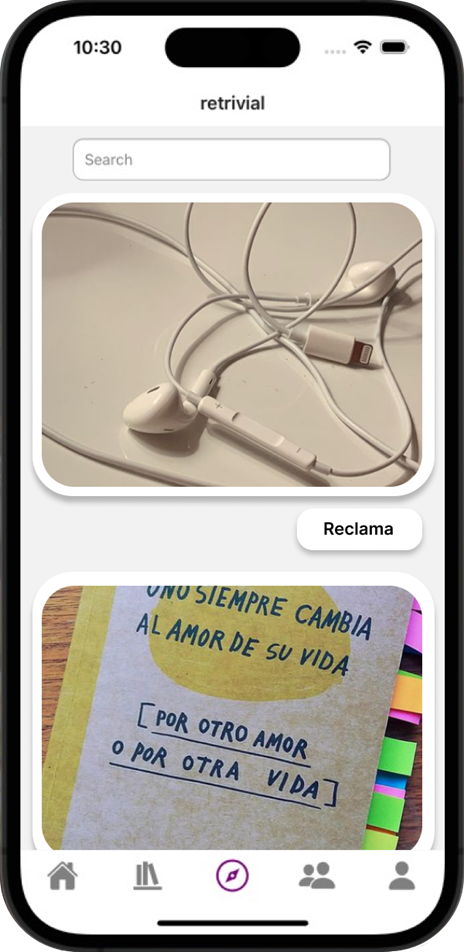 10:30
retrivial
Search
Reclama
UNO SIEMPRE CAMBIA
AL AMOR DE SU VIDA
[POR OTRO AMOR
O POR OTRA VIDA]